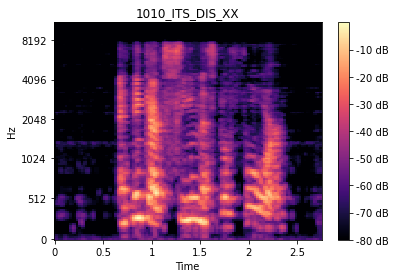 1010_ITS_DIS_XX
8192
4096
2048
1024
512
0
Hz
0
0.5
1
1.5
2
2.5
Time
-10 dB
-20 dB
-30 dB
-40 dB
-50 dB
-60 dB
-70 dB
-80 dB